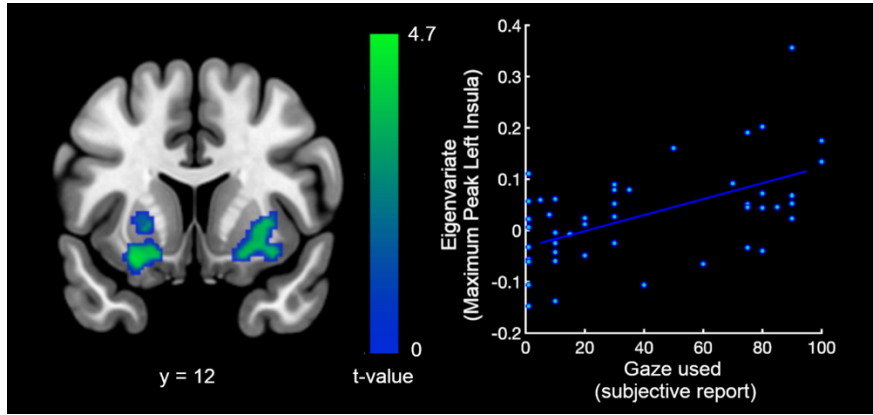 4.7
0
t-value
y = 12
Eigenvariate
(Maximum Peak Left Insula)
0.4
0.3
0.2
0.1
0
-0.1
-0.2
0 20 40 60 80 100
Gaze used
(subjective report)